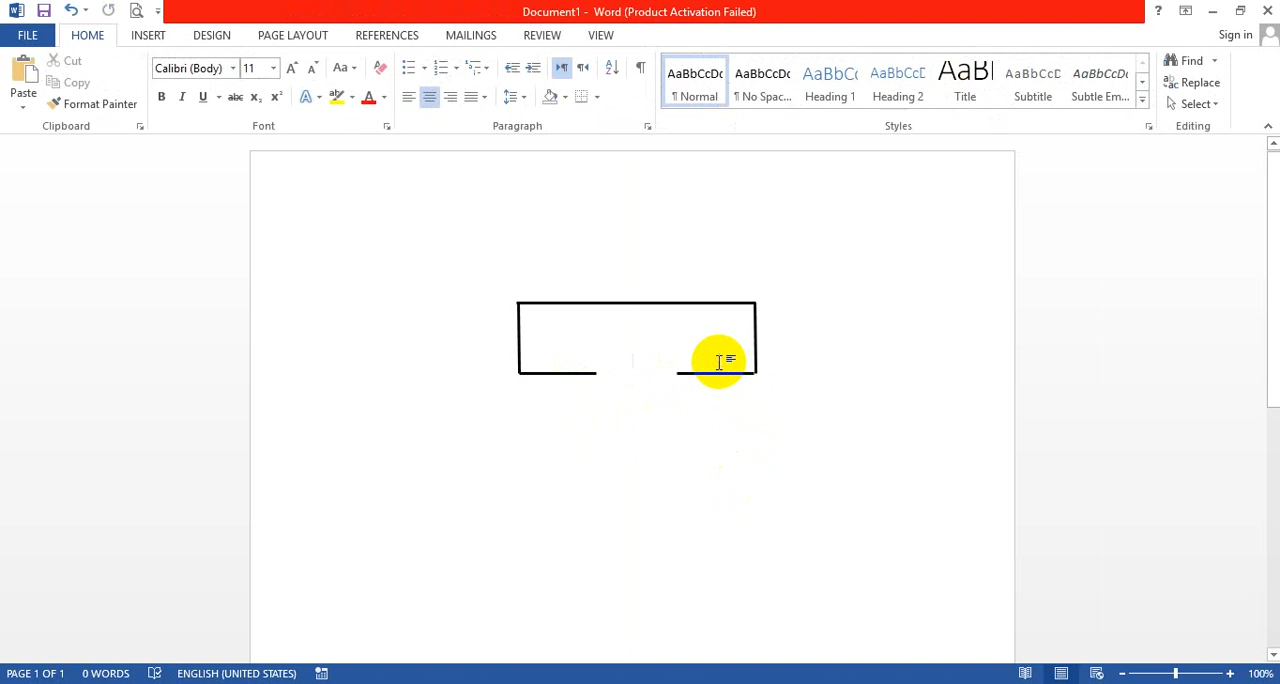 Document1 - Word (Product Activation Failed)
FILE HOME INSERT DESIGN PAGE LAYOUT REFERENCES MAILINGS REVIEW VIEW Sign in
Paste
Cut
Copy
Format Painter
Clipboard
Calibri (Body) 11
Font
Paragraph
AaBbCcDc AaBbCcDc AaBbCc AaBbCcD AaBl AaBbCcD AaBbCcDc
¶ Normal ¶ No Spac... Heading 1 Heading 2 Title Subtitle Subtle Em...
Styles
Find
Replace
Select
Editing
PAGE 1 OF 1 0 WORDS ENGLISH (UNITED STATES) 100%